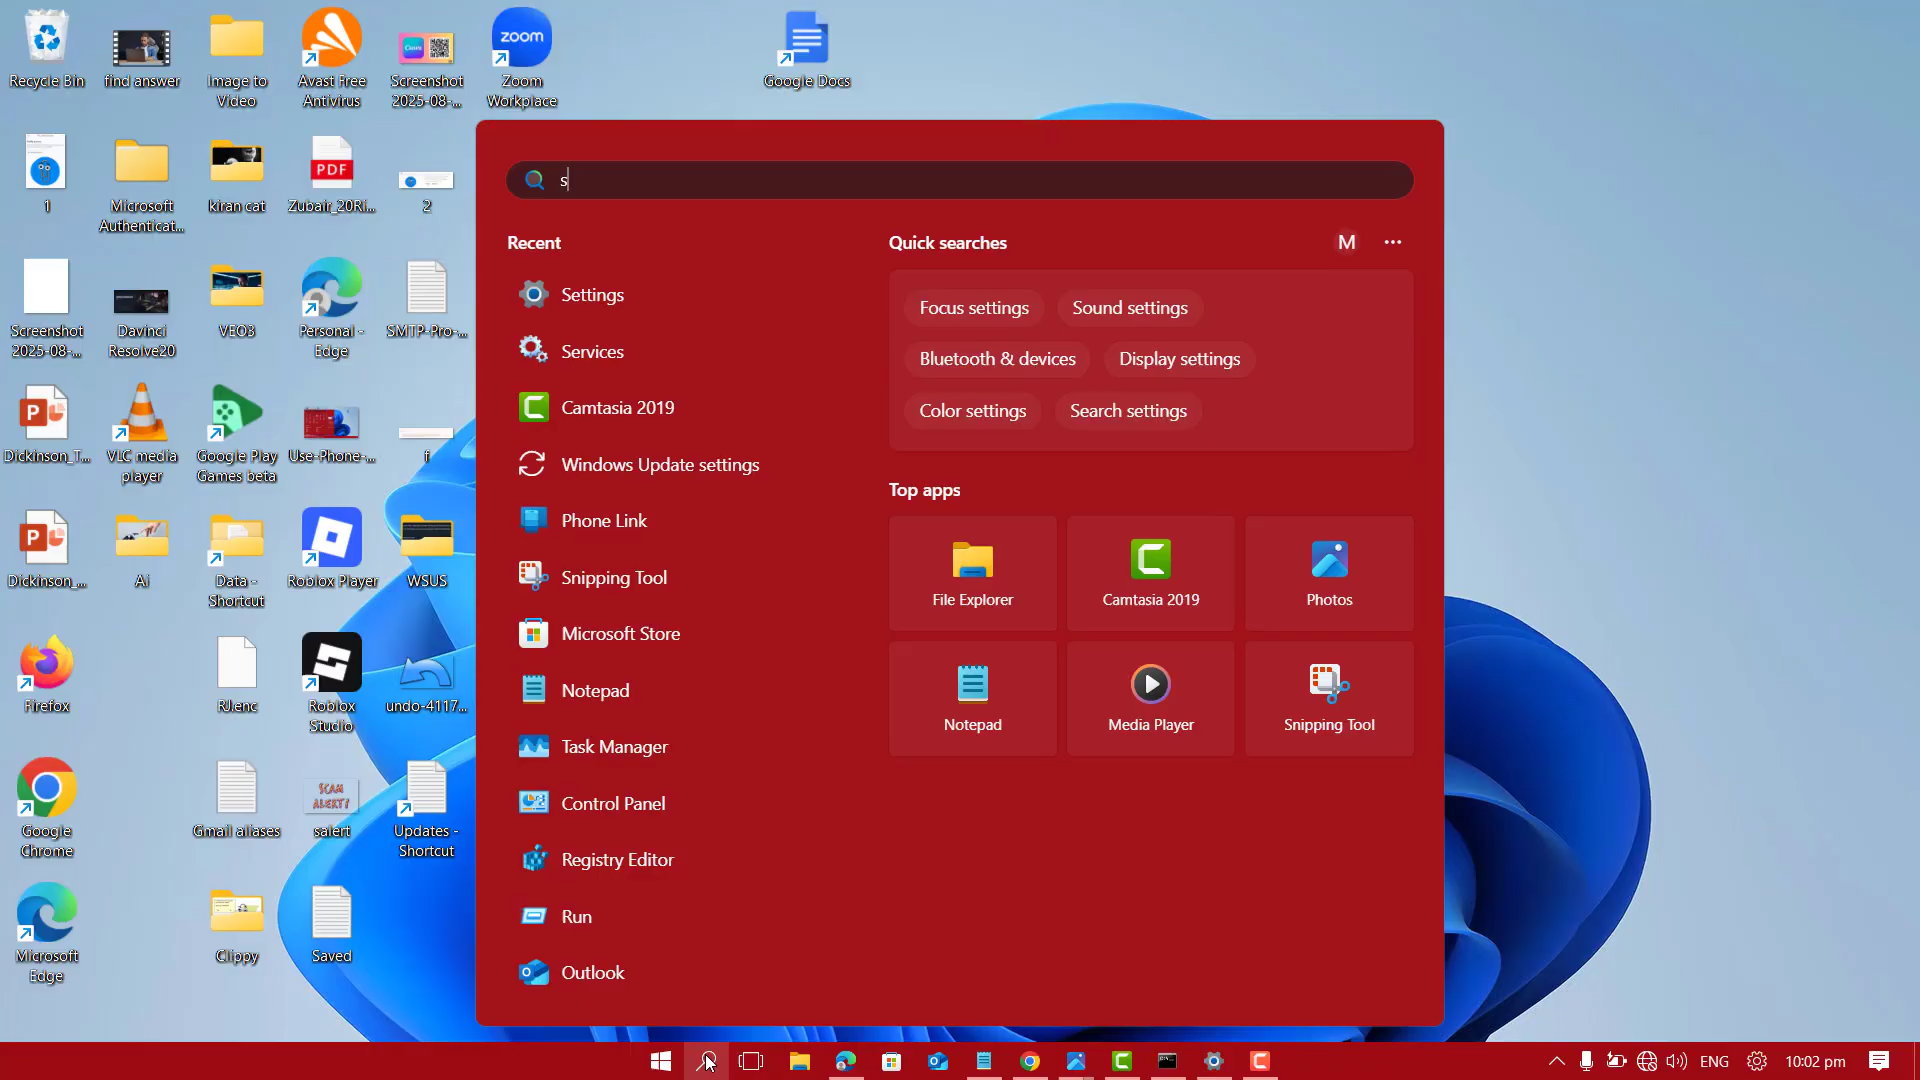 Recycle Bin
find answer
Image to
Video
Avast Free
Antivirus
Screenshot
2025-08-...
zoom
Zoom
Workplace
Google Docs
1
Microsoft
Authenticat...
kiran cat
PDF
Zubair_20Ri...
2
Screenshot
2025-08-...
Davinci
Resolve20
VEO3
Personal -
Edge
SMTP-Pro-...
Dickinson_T...
VLC media
player
Google Play
Games beta
Use-Phone-...
f
Dickinson_...
Ai
Data -
Shortcut
Roblox Player
WSUS
Firefox
RJ.enc
Roblox
Studio
undo-4117...
Google
Chrome
Gmail aliases
SCAM
ALERT!
salert
Updates -
Shortcut
Microsoft
Edge
Clippy
Saved
s
Recent
Settings
Services
Camtasia 2019
Windows Update settings
Phone Link
Snipping Tool
Microsoft Store
Notepad
Task Manager
Control Panel
Registry Editor
Run
Outlook
Quick searches
M
Focus settings
Sound settings
Bluetooth & devices
Display settings
Color settings
Search settings
Top apps
File Explorer
Camtasia 2019
Photos
Notepad
Media Player
Snipping Tool
ENG
10:02 pm